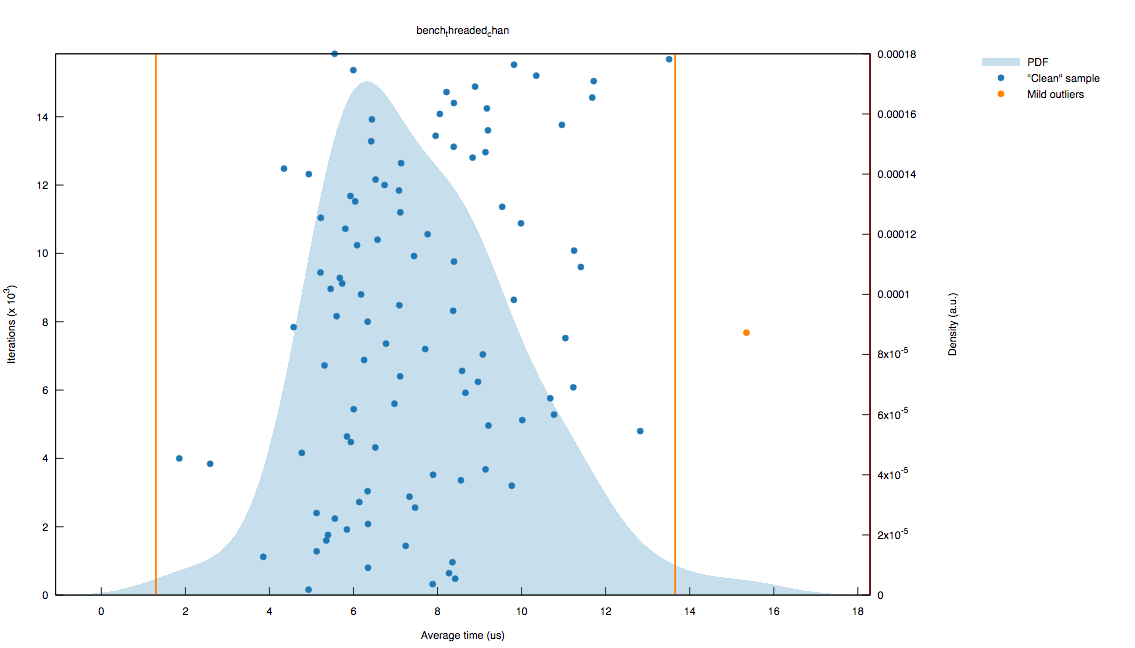 bench_threaded_chan
PDF
"Clean" sample
Mild outliers
Iterations (x 10³)
14
12
10
8
6
4
2
0
0 2 4 6 8 10 12 14 16 18
Average time (us)
0.00018
0.00016
0.00014
0.00012
0.0001
8x10⁻⁵
6x10⁻⁵
4x10⁻⁵
2x10⁻⁵
0
Density (a.u.)